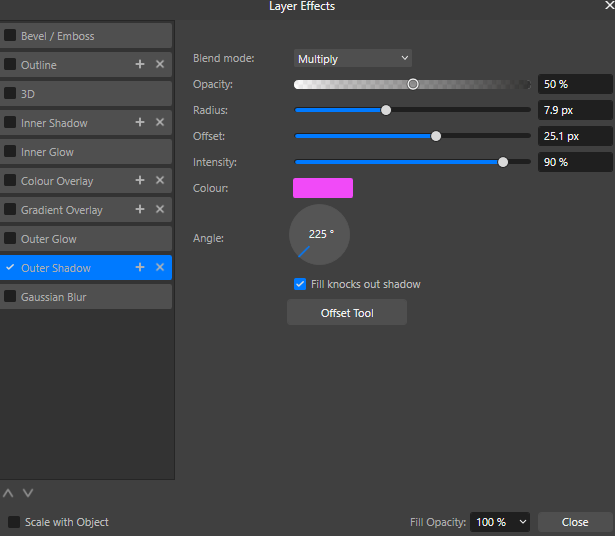 Layer Effects
Bevel / Emboss
Outline
3D
Inner Shadow
Inner Glow
Colour Overlay
Gradient Overlay
Outer Glow
Outer Shadow
Gaussian Blur
Blend mode: Multiply
Opacity: 50 %
Radius: 7.9 px
Offset: 25.1 px
Intensity: 90 %
Colour:
Angle: 225 °
Fill knocks out shadow
Offset Tool
Scale with Object
Fill Opacity: 100 %
Close